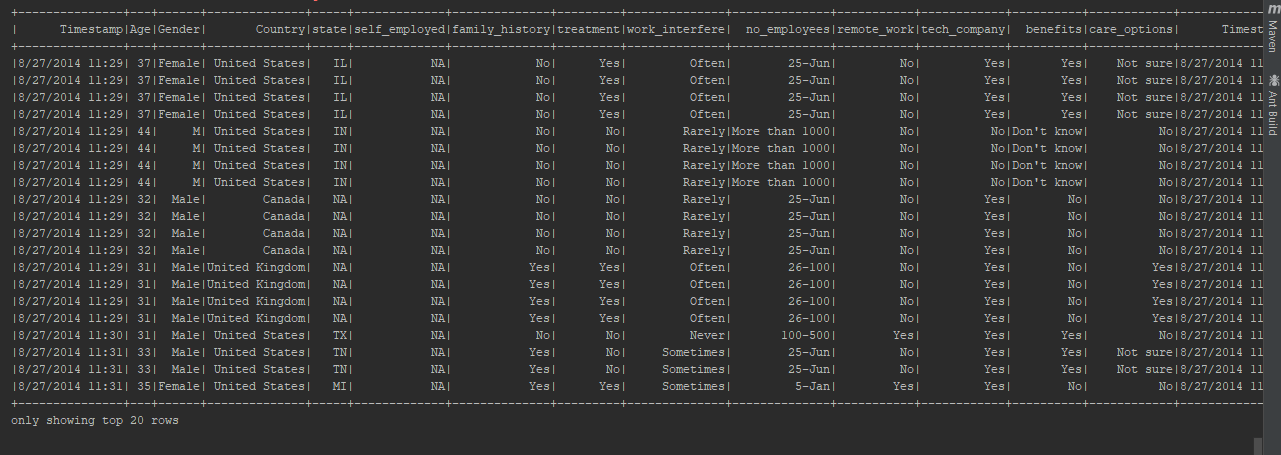 +---------------+---+------+--------------+-----+-------------+--------------+---------+--------------+--------------+-----------+------------+----------+------------+------------
|      Timestamp|Age|Gender|       Country|state|self_employed|family_history|treatment|work_interfere|  no_employees|remote_work|tech_company|  benefits|care_options|      Timest
+---------------+---+------+--------------+-----+-------------+--------------+---------+--------------+--------------+-----------+------------+----------+------------+------------
|8/27/2014 11:29| 37|Female| United States|   IL|           NA|            No|      Yes|         Often|        25-Jun|         No|         Yes|       Yes|    Not sure|8/27/2014 11
|8/27/2014 11:29| 37|Female| United States|   IL|           NA|            No|      Yes|         Often|        25-Jun|         No|         Yes|       Yes|    Not sure|8/27/2014 11
|8/27/2014 11:29| 37|Female| United States|   IL|           NA|            No|      Yes|         Often|        25-Jun|         No|         Yes|       Yes|    Not sure|8/27/2014 11
|8/27/2014 11:29| 37|Female| United States|   IL|           NA|            No|      Yes|         Often|        25-Jun|         No|         Yes|       Yes|    Not sure|8/27/2014 11
|8/27/2014 11:29| 44|     M| United States|   IN|           NA|            No|       No|        Rarely|More than 1000|         No|          No|Don't know|          No|8/27/2014 11
|8/27/2014 11:29| 44|     M| United States|   IN|           NA|            No|       No|        Rarely|More than 1000|         No|          No|Don't know|          No|8/27/2014 11
|8/27/2014 11:29| 44|     M| United States|   IN|           NA|            No|       No|        Rarely|More than 1000|         No|          No|Don't know|          No|8/27/2014 11
|8/27/2014 11:29| 44|     M| United States|   IN|           NA|            No|       No|        Rarely|More than 1000|         No|          No|Don't know|          No|8/27/2014 11
|8/27/2014 11:29| 32|  Male|        Canada|   NA|           NA|            No|       No|        Rarely|        25-Jun|         No|         Yes|        No|          No|8/27/2014 11
|8/27/2014 11:29| 32|  Male|        Canada|   NA|           NA|            No|       No|        Rarely|        25-Jun|         No|         Yes|        No|          No|8/27/2014 11
|8/27/2014 11:29| 32|  Male|        Canada|   NA|           NA|            No|       No|        Rarely|        25-Jun|         No|         Yes|        No|          No|8/27/2014 11
|8/27/2014 11:29| 32|  Male|        Canada|   NA|           NA|            No|       No|        Rarely|        25-Jun|         No|         Yes|        No|          No|8/27/2014 11
|8/27/2014 11:29| 31|  Male|United Kingdom|   NA|           NA|           Yes|      Yes|         Often|        26-100|         No|         Yes|        No|         Yes|8/27/2014 11
|8/27/2014 11:29| 31|  Male|United Kingdom|   NA|           NA|           Yes|      Yes|         Often|        26-100|         No|         Yes|        No|         Yes|8/27/2014 11
|8/27/2014 11:29| 31|  Male|United Kingdom|   NA|           NA|           Yes|      Yes|         Often|        26-100|         No|         Yes|        No|         Yes|8/27/2014 11
|8/27/2014 11:29| 31|  Male|United Kingdom|   NA|           NA|           Yes|      Yes|         Often|        26-100|         No|         Yes|        No|         Yes|8/27/2014 11
|8/27/2014 11:30| 31|  Male| United States|   TX|           NA|            No|       No|         Never|       100-500|        Yes|         Yes|       Yes|          No|8/27/2014 11
|8/27/2014 11:31| 33|  Male| United States|   TN|           NA|           Yes|       No|     Sometimes|        25-Jun|         No|         Yes|       Yes|    Not sure|8/27/2014 11
|8/27/2014 11:31| 33|  Male| United States|   TN|           NA|           Yes|       No|     Sometimes|        25-Jun|         No|         Yes|       Yes|    Not sure|8/27/2014 11
|8/27/2014 11:31| 35|Female| United States|   MI|           NA|           Yes|      Yes|     Sometimes|         5-Jan|        Yes|         Yes|        No|          No|8/27/2014 11
+---------------+---+------+--------------+-----+-------------+--------------+---------+--------------+--------------+-----------+------------+----------+------------+------------
only showing top 20 rows
m Maven
Ant Build